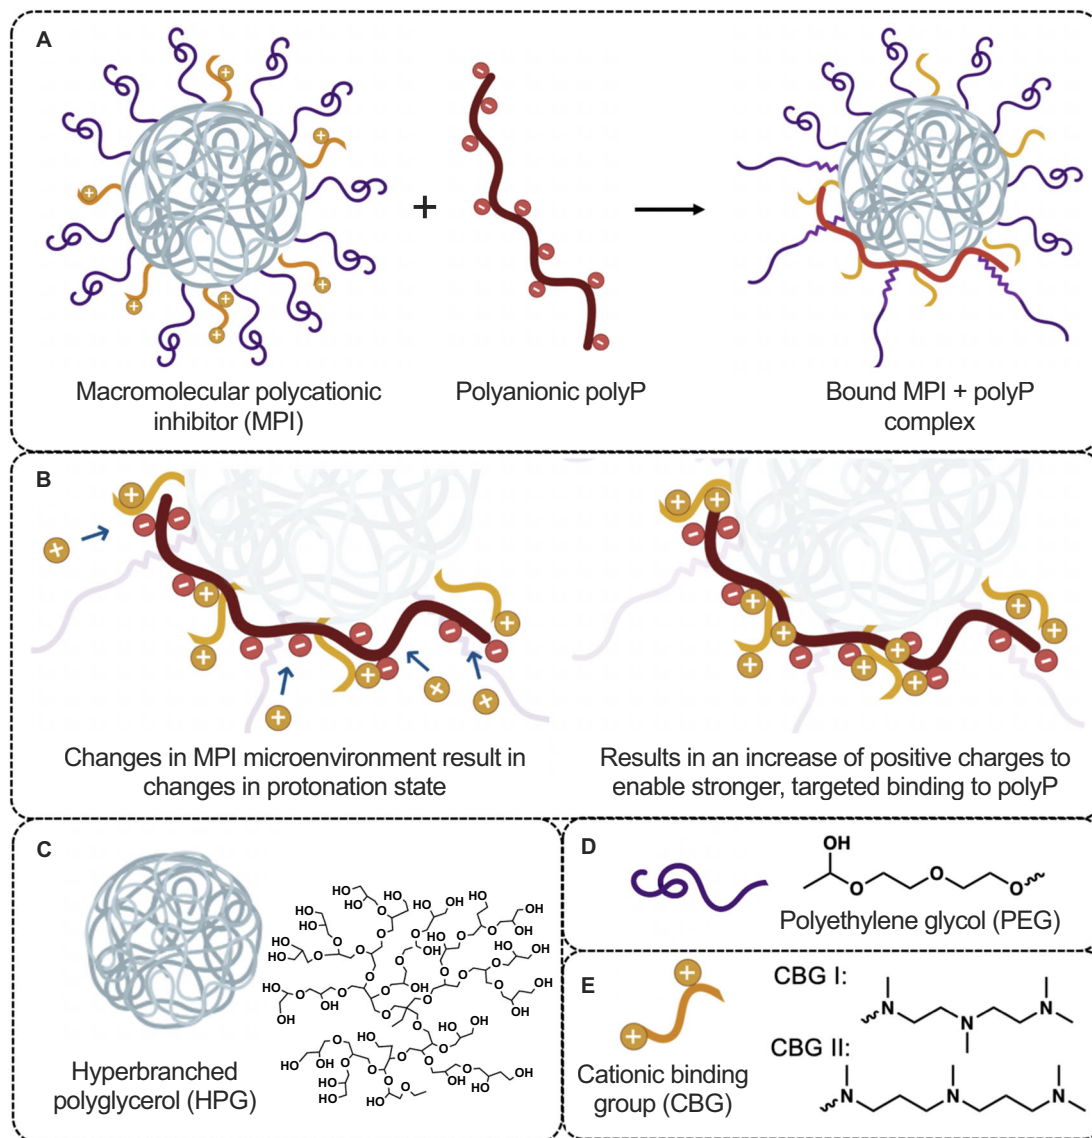 A
+
Macromolecular polycationic
inhibitor (MPI)
Polyanionic polyP
Bound MPI + polyP
complex
B
Changes in MPI microenvironment result in
changes in protonation state
Results in an increase of positive charges to
enable stronger, targeted binding to polyP
C
Hyperbranched
polyglycerol (HPG)
D
OH
O
O
O
Polyethylene glycol (PEG)
E
Cationic binding
group (CBG)
CBG I:
N
N
N
CBG II:
N
N
N